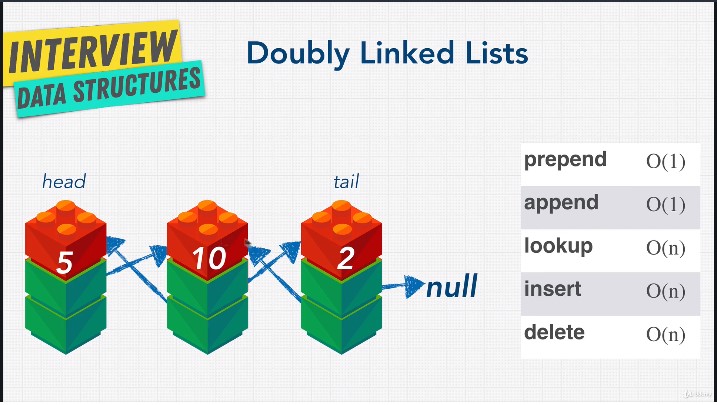 INTERVIEW
DATA STRUCTURES
Doubly Linked Lists
head
tail
5
10
2
null
prepend O(1)
append O(1)
lookup O(n)
insert O(n)
delete O(n)